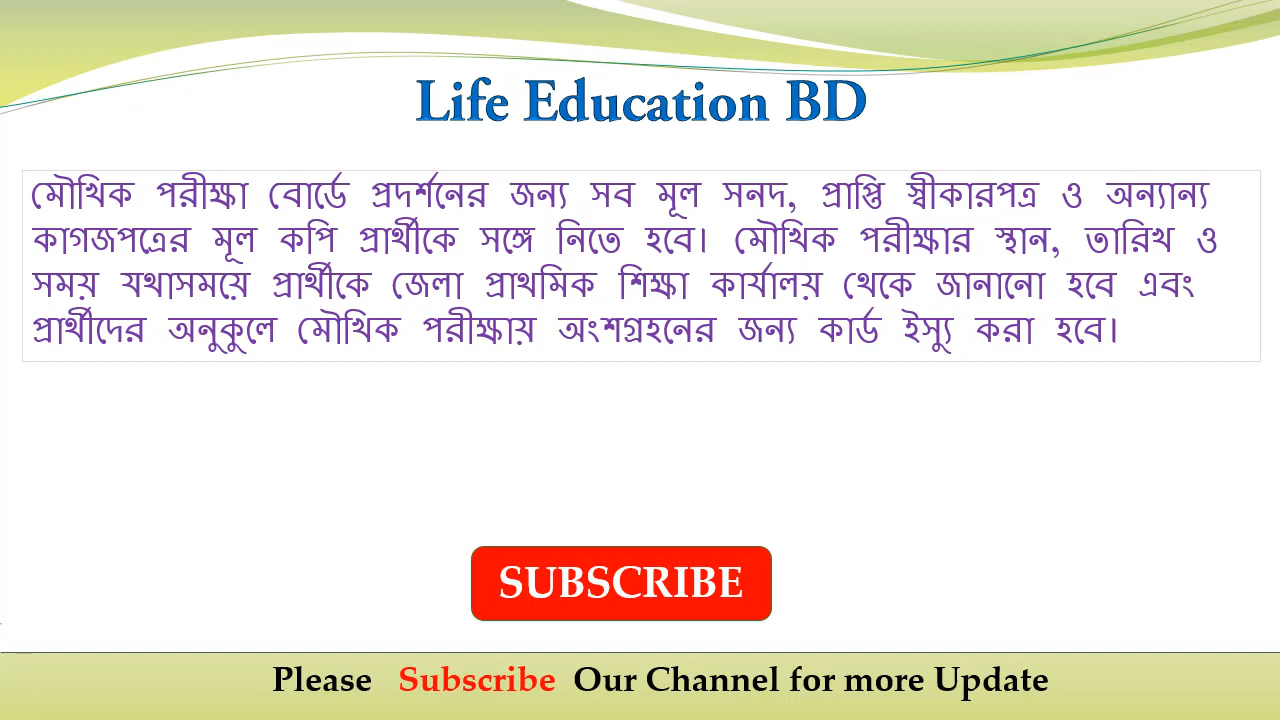 Life Education BD
মৌখিক পরীক্ষা বোর্ডে প্রদর্শনের জন্য সব মূল সনদ, প্রাপ্তি স্বীকারপত্র ও অন্যান্য
কাগজপত্রের মূল কপি প্রার্থীকে সঙ্গে নিতে হবে। মৌখিক পরীক্ষার স্থান, তারিখ ও
সময় যথাসময়ে প্রার্থীকে জেলা প্রাথমিক শিক্ষা কার্যালয় থেকে জানানো হবে এবং
প্রার্থীদের অনুকুলে মৌখিক পরীক্ষায় অংশগ্রহনের জন্য কার্ড ইস্যু করা হবে।
SUBSCRIBE
Please Subscribe Our Channel for more Update